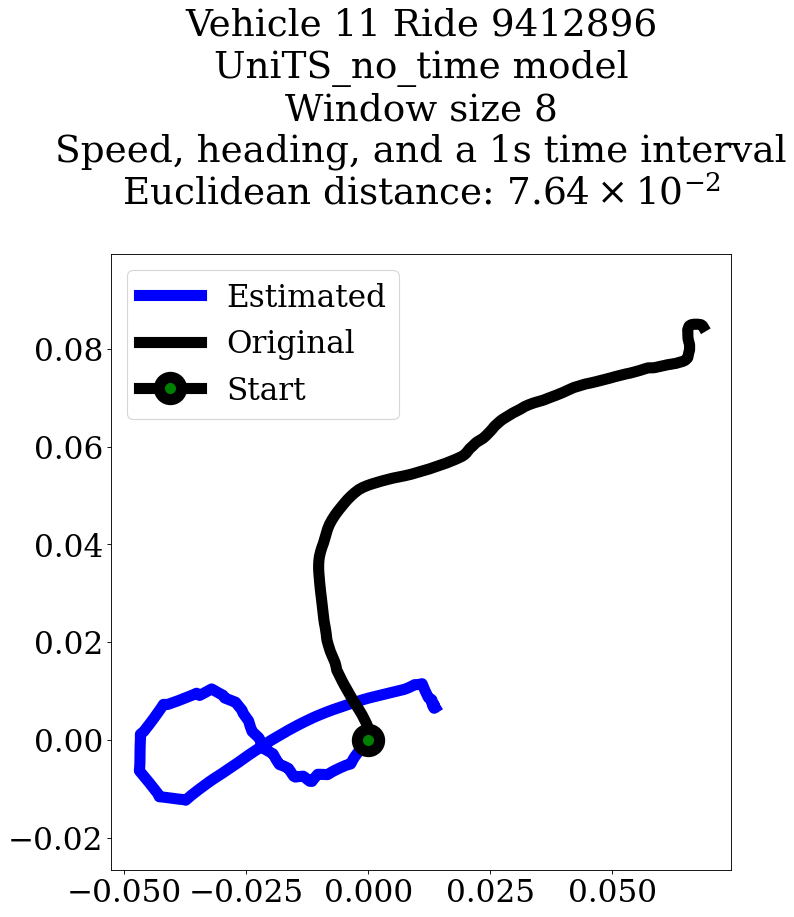 Vehicle 11 Ride 9412896
UniTS_no_time model
Window size 8
Speed, heading, and a 1s time interval
Euclidean distance: 7.64 × 10⁻²
Estimated
Original
Start
0.08
0.06
0.04
0.02
0.00
−0.02
−0.050 −0.025 0.000 0.025 0.050